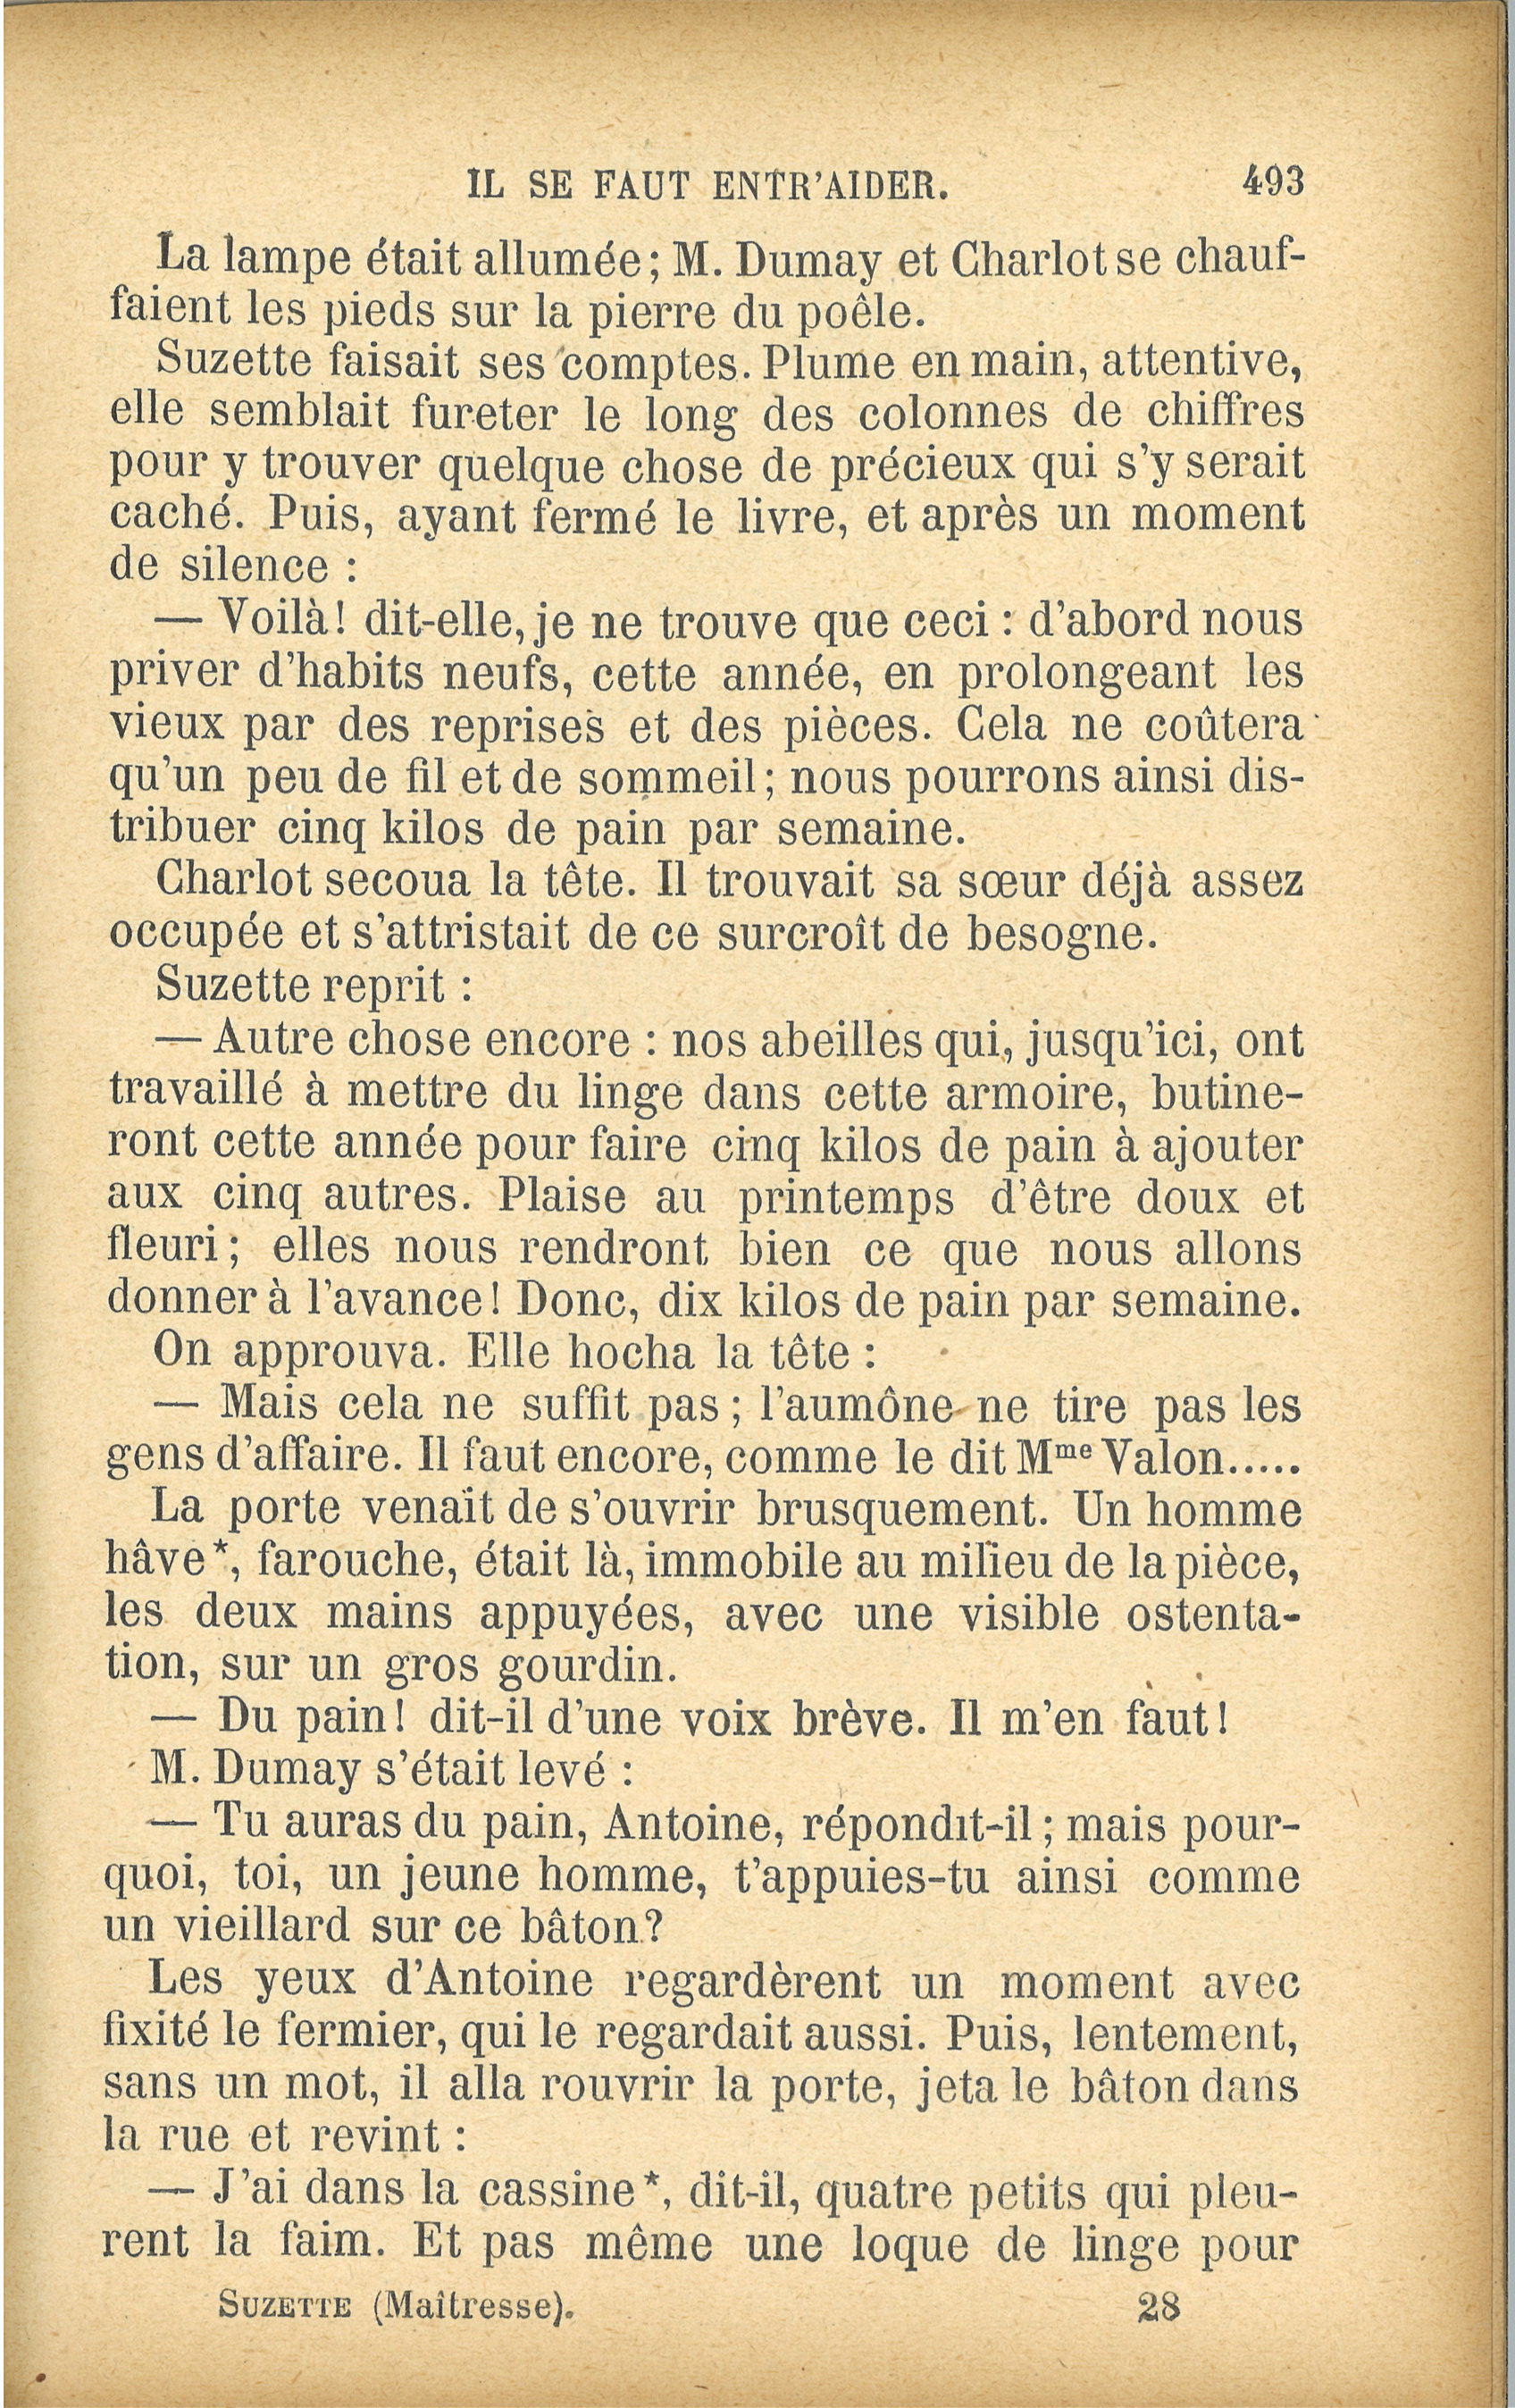 IL SE FAUT ENTR'AIDER. 493
La lampe était allumée; M. Dumay et Charlot se chauf-
faient les pieds sur la pierre du poêle.
Suzette faisait ses comptes. Plume en main, attentive,
elle semblait fureter le long des colonnes de chiffres
pour y trouver quelque chose de précieux qui s'y serait
caché. Puis, ayant fermé le livre, et après un moment
de silence :
— Voilà! dit-elle, je ne trouve que ceci : d'abord nous
priver d'habits neufs, cette année, en prolongeant les
vieux par des reprises et des pièces. Cela ne coûtera
qu'un peu de fil et de sommeil; nous pourrons ainsi dis-
tribuer cinq kilos de pain par semaine.
Charlot secoua la tête. Il trouvait sa sœur déjà assez
occupée et s'attristait de ce surcroît de besogne.
Suzette reprit :
— Autre chose encore : nos abeilles qui, jusqu'ici, ont
travaillé à mettre du linge dans cette armoire, butine-
ront cette année pour faire cinq kilos de pain à ajouter
aux cinq autres. Plaise au printemps d'être doux et
fleuri; elles nous rendront bien ce que nous allons
donner à l'avance! Donc, dix kilos de pain par semaine.
On approuva. Elle hocha la tête :
— Mais cela ne suffit pas; l'aumône ne tire pas les
gens d'affaire. Il faut encore, comme le dit Mme Valon.....
La porte venait de s'ouvrir brusquement. Un homme
hâve*, farouche, était là, immobile au milieu de la pièce,
les deux mains appuyées, avec une visible ostenta-
tion, sur un gros gourdin.
— Du pain! dit-il d'une voix brève. Il m'en faut!
M. Dumay s'était levé :
— Tu auras du pain, Antoine, répondit-il; mais pour-
quoi, toi, un jeune homme, t'appuies-tu ainsi comme
un vieillard sur ce bâton?
Les yeux d'Antoine regardèrent un moment avec
fixité le fermier, qui le regardait aussi. Puis, lentement,
sans un mot, il alla rouvrir la porte, jeta le bâton dans
la rue et revint :
— J'ai dans la cassine*, dit-il, quatre petits qui pleu-
rent la faim. Et pas même une loque de linge pour
SUZETTE (Maîtresse). 28